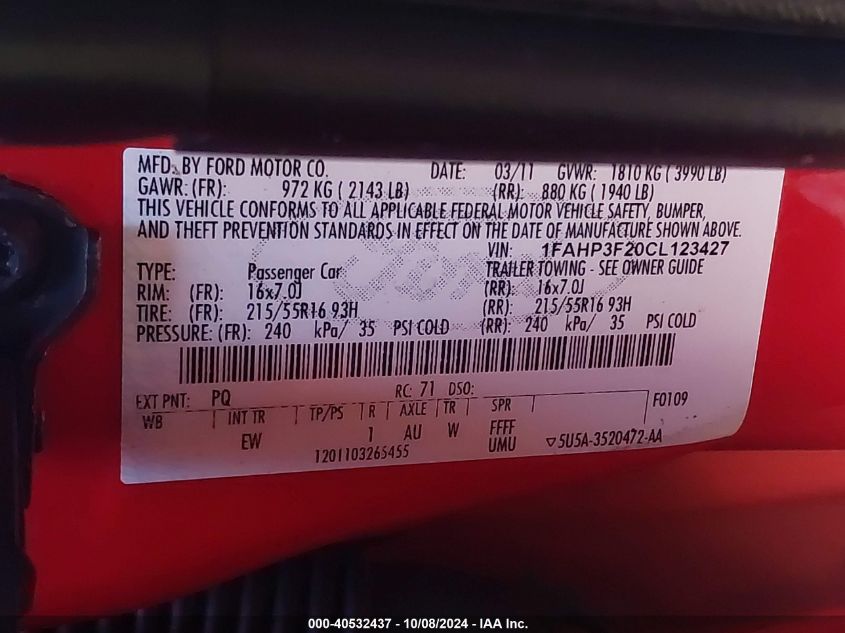 MFD. BY FORD MOTOR CO. DATE: 03/11 GVWR: 1810 KG ( 3990 LB)
GAWR: (FR): 972 KG ( 2143 LB) (RR): 880 KG ( 1940 LB)
THIS VEHICLE CONFORMS TO ALL APPLICABLE FEDERAL MOTOR VEHICLE SAFETY, BUMPER,
AND THEFT PREVENTION STANDARDS IN EFFECT ON THE DATE OF MANUFACTURE SHOWN ABOVE.
VIN: 1FAHP3F20CL123427
TYPE: Passenger Car TRAILER TOWING - SEE OWNER GUIDE
RIM: (FR): 16x7.0J (RR): 16x7.0J
TIRE: (FR): 215/55R16 93H (RR): 215/55R16 93H
PRESSURE: (FR): 240 kPa/ 35 PSI COLD (RR): 240 kPa/ 35 PSI COLD
EXT PNT: PQ RC: 71 DSO: F0109
WB INT TR TP/PS R AXLE TR SPR
EW 1 AU W FFFF
UMU
1201103265455 ▽5U5A-3520472-AA
000-40532437 - 10/08/2024 - IAA Inc.